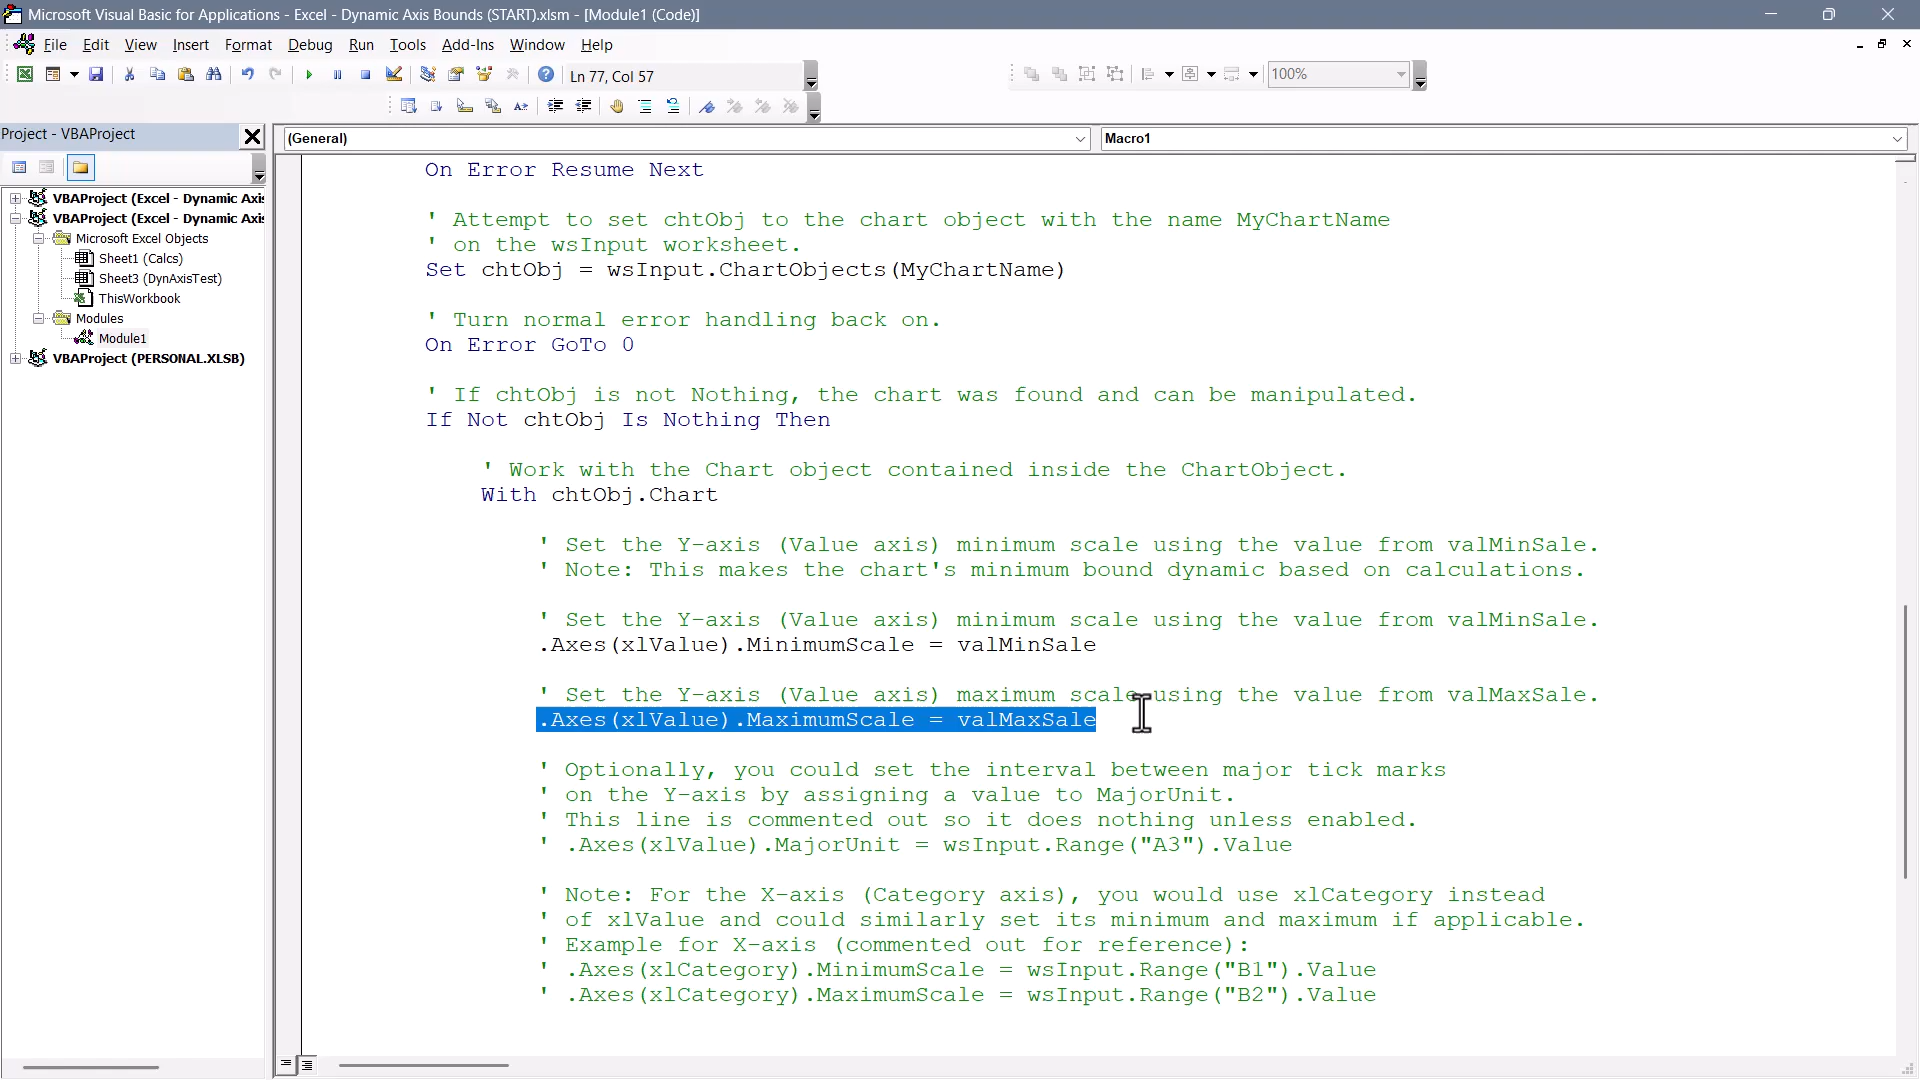 Microsoft Visual Basic for Applications - Excel - Dynamic Axis Bounds (START).xlsm - [Module1 (Code)]
File Edit View Insert Format Debug Run Tools Add-Ins Window Help
Ln 77, Col 57
100%
Project - VBAProject
(General)
Macro1
VBAProject (Excel - Dynamic Axis
VBAProject (Excel - Dynamic Axis
Microsoft Excel Objects
Sheet1 (Calcs)
Sheet3 (DynAxisTest)
ThisWorkbook
Modules
Module1
VBAProject (PERSONAL.XLSB)
On Error Resume Next
' Attempt to set chtObj to the chart object with the name MyChartName
' on the wsInput worksheet.
Set chtObj = wsInput.ChartObjects(MyChartName)
' Turn normal error handling back on.
On Error GoTo 0
' If chtObj is not Nothing, the chart was found and can be manipulated.
If Not chtObj Is Nothing Then
' Work with the Chart object contained inside the ChartObject.
With chtObj.Chart
' Set the Y-axis (Value axis) minimum scale using the value from valMinSale.
' Note: This makes the chart's minimum bound dynamic based on calculations.
' Set the Y-axis (Value axis) minimum scale using the value from valMinSale.
.Axes(xlValue).MinimumScale = valMinSale
' Set the Y-axis (Value axis) maximum scale using the value from valMaxSale.
.Axes(xlValue).MaximumScale = valMaxSale
' Optionally, you could set the interval between major tick marks
' on the Y-axis by assigning a value to MajorUnit.
' This line is commented out so it does nothing unless enabled.
' .Axes(xlValue).MajorUnit = wsInput.Range("A3").Value
' Note: For the X-axis (Category axis), you would use xlCategory instead
' of xlValue and could similarly set its minimum and maximum if applicable.
' Example for X-axis (commented out for reference):
' .Axes(xlCategory).MinimumScale = wsInput.Range("B1").Value
' .Axes(xlCategory).MaximumScale = wsInput.Range("B2").Value